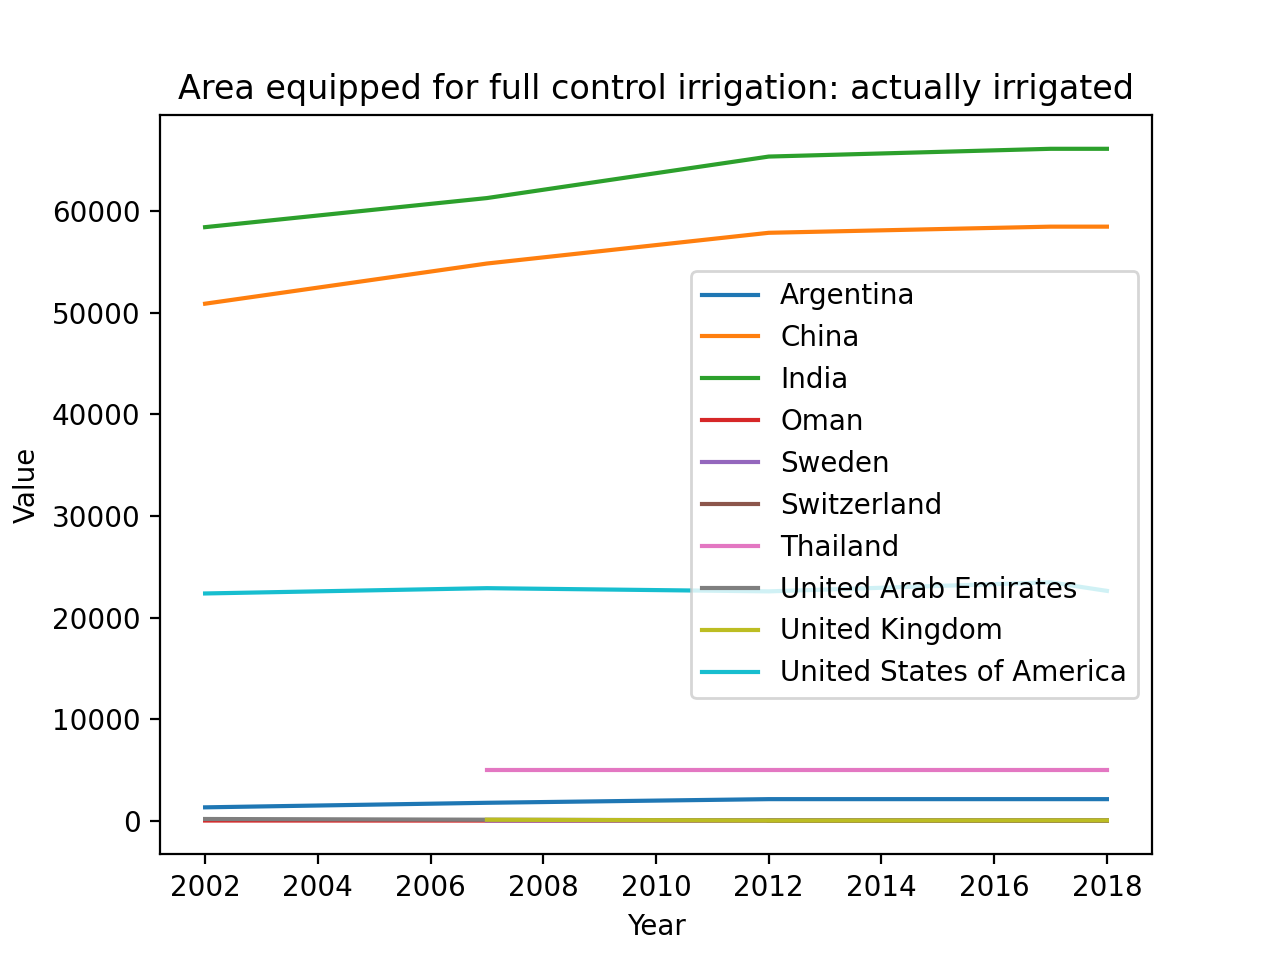 Area equipped for full control irrigation: actually irrigated
Value
60000
50000
40000
30000
20000
10000
0
Argentina
China
India
Oman
Sweden
Switzerland
Thailand
United Arab Emirates
United Kingdom
United States of America
2002 2004 2006 2008 2010 2012 2014 2016 2018
Year